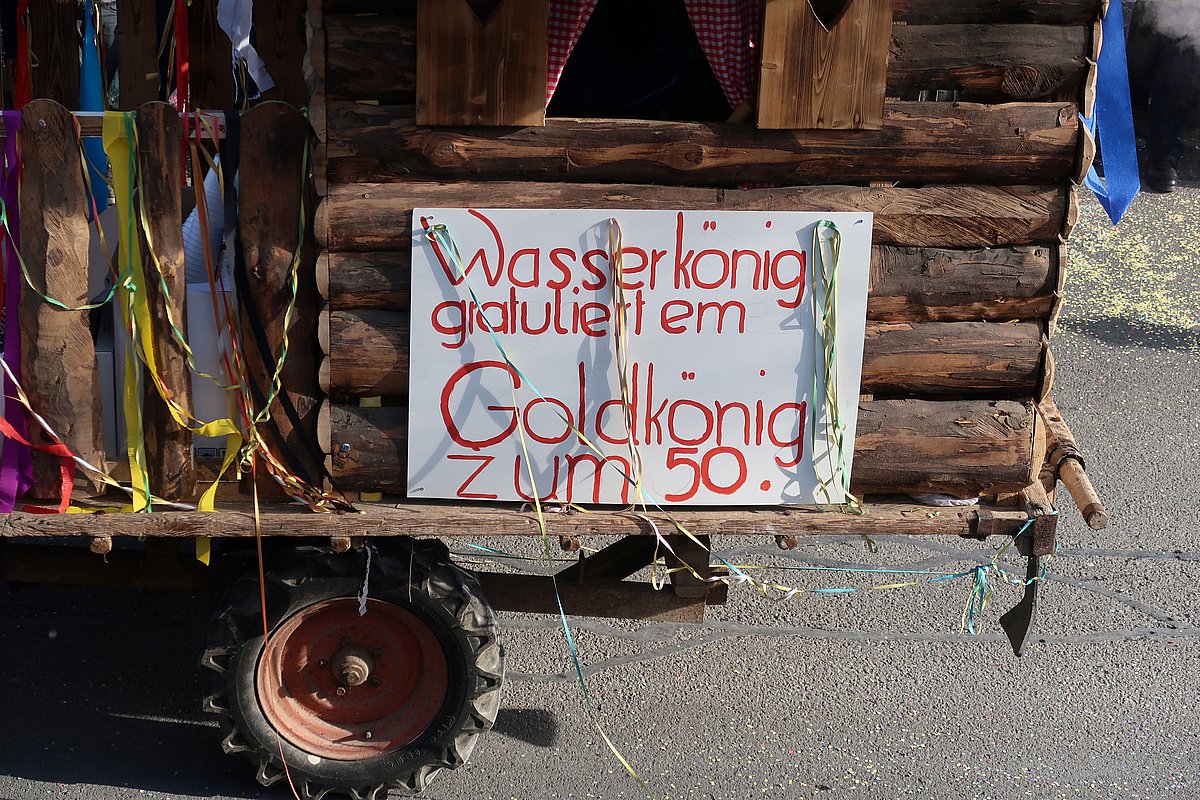 Wasserkönig
gratuliert em
Goldkönig
zum 50.